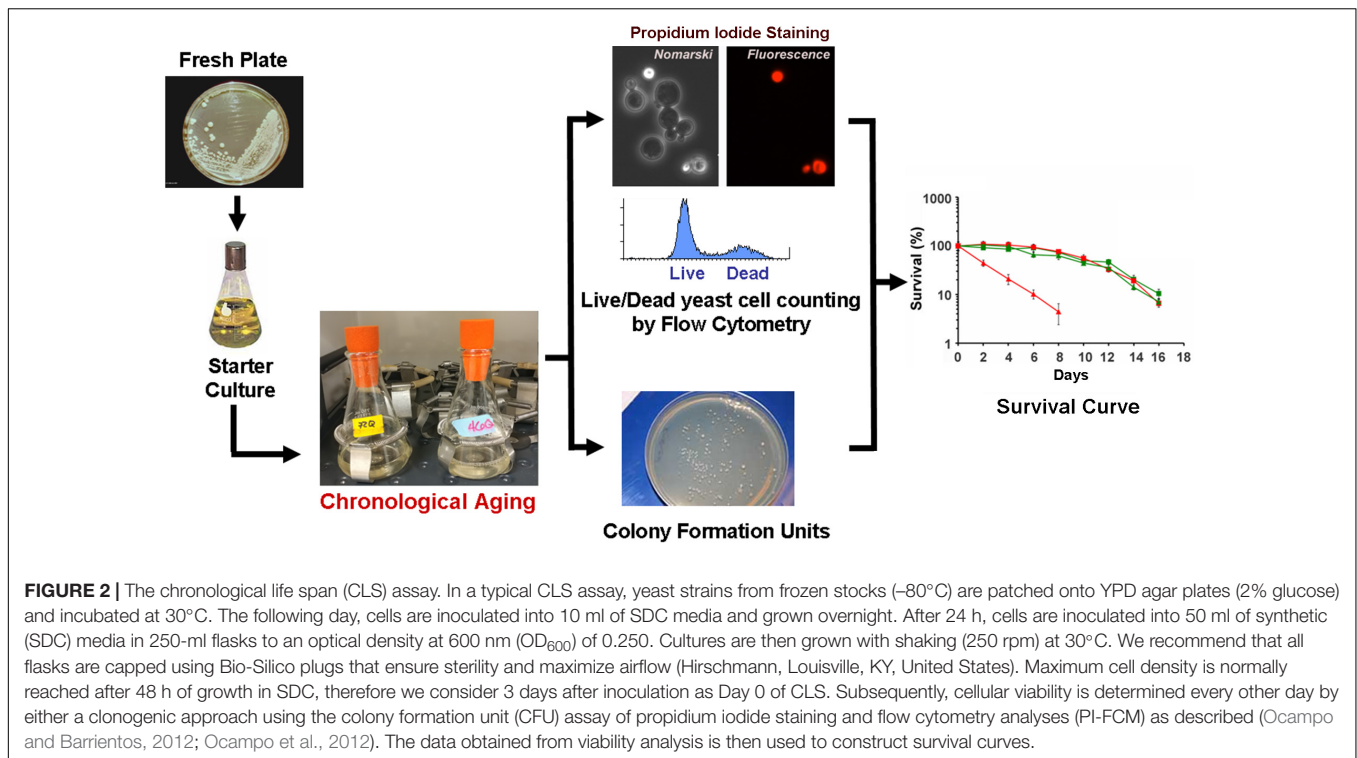 Propidium Iodide Staining
Fresh Plate
Nomarski
Fluorescence
Starter
Culture
Live
Dead
Live/Dead yeast cell counting
by Flow Cytometry
Chronological Aging
Colony Formation Units
Survival (%)
1000
100
10
1
0 2 4 6 8 10 12 14 16 18
Days
Survival Curve
FIGURE 2 | The chronological life span (CLS) assay. In a typical CLS assay, yeast strains from frozen stocks (–80°C) are patched onto YPD agar plates (2% glucose)
and incubated at 30°C. The following day, cells are inoculated into 10 ml of SDC media and grown overnight. After 24 h, cells are inoculated into 50 ml of synthetic
(SDC) media in 250-ml flasks to an optical density at 600 nm (OD600) of 0.250. Cultures are then grown with shaking (250 rpm) at 30°C. We recommend that all
flasks are capped using Bio-Silico plugs that ensure sterility and maximize airflow (Hirschmann, Louisville, KY, United States). Maximum cell density is normally
reached after 48 h of growth in SDC, therefore we consider 3 days after inoculation as Day 0 of CLS. Subsequently, cellular viability is determined every other day by
either a clonogenic approach using the colony formation unit (CFU) assay of propidium iodide staining and flow cytometry analyses (PI-FCM) as described (Ocampo
and Barrientos, 2012; Ocampo et al., 2012). The data obtained from viability analysis is then used to construct survival curves.